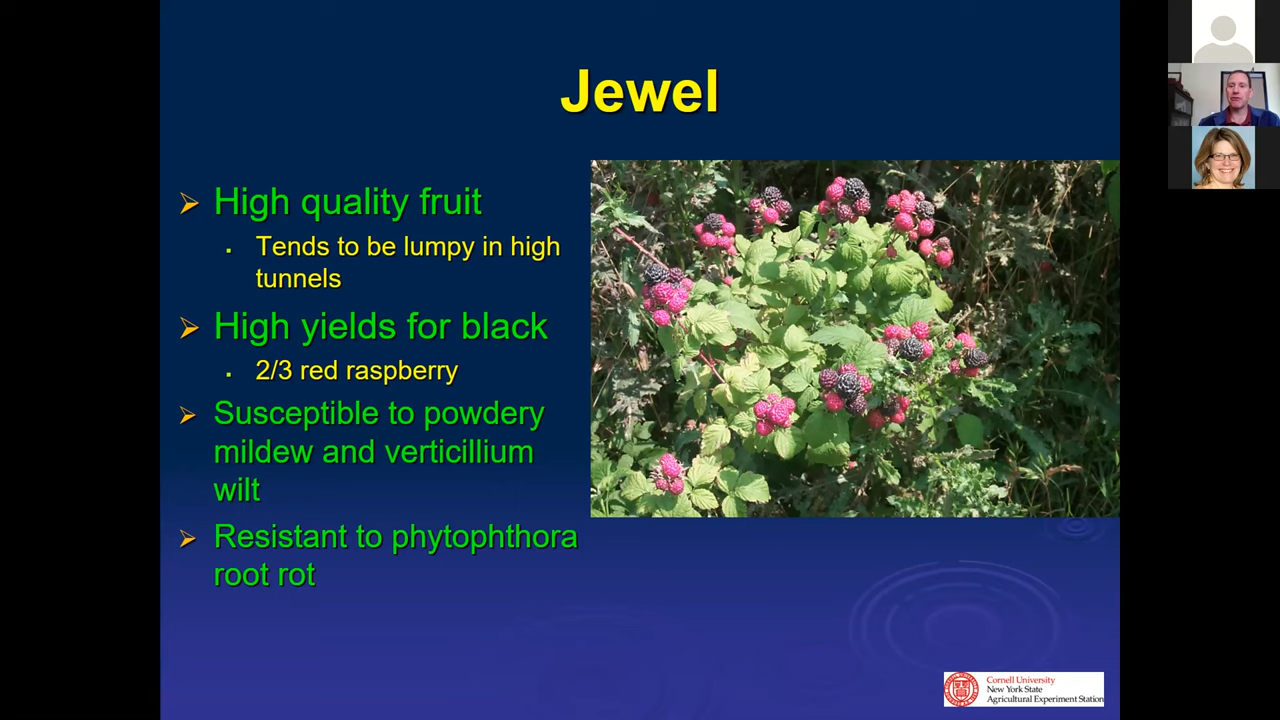 Jewel
High quality fruit
Tends to be lumpy in high
tunnels
High yields for black
2/3 red raspberry
Susceptible to powdery
mildew and verticillium
wilt
Resistant to phytophthora
root rot
Cornell University
New York State
Agricultural Experiment Station